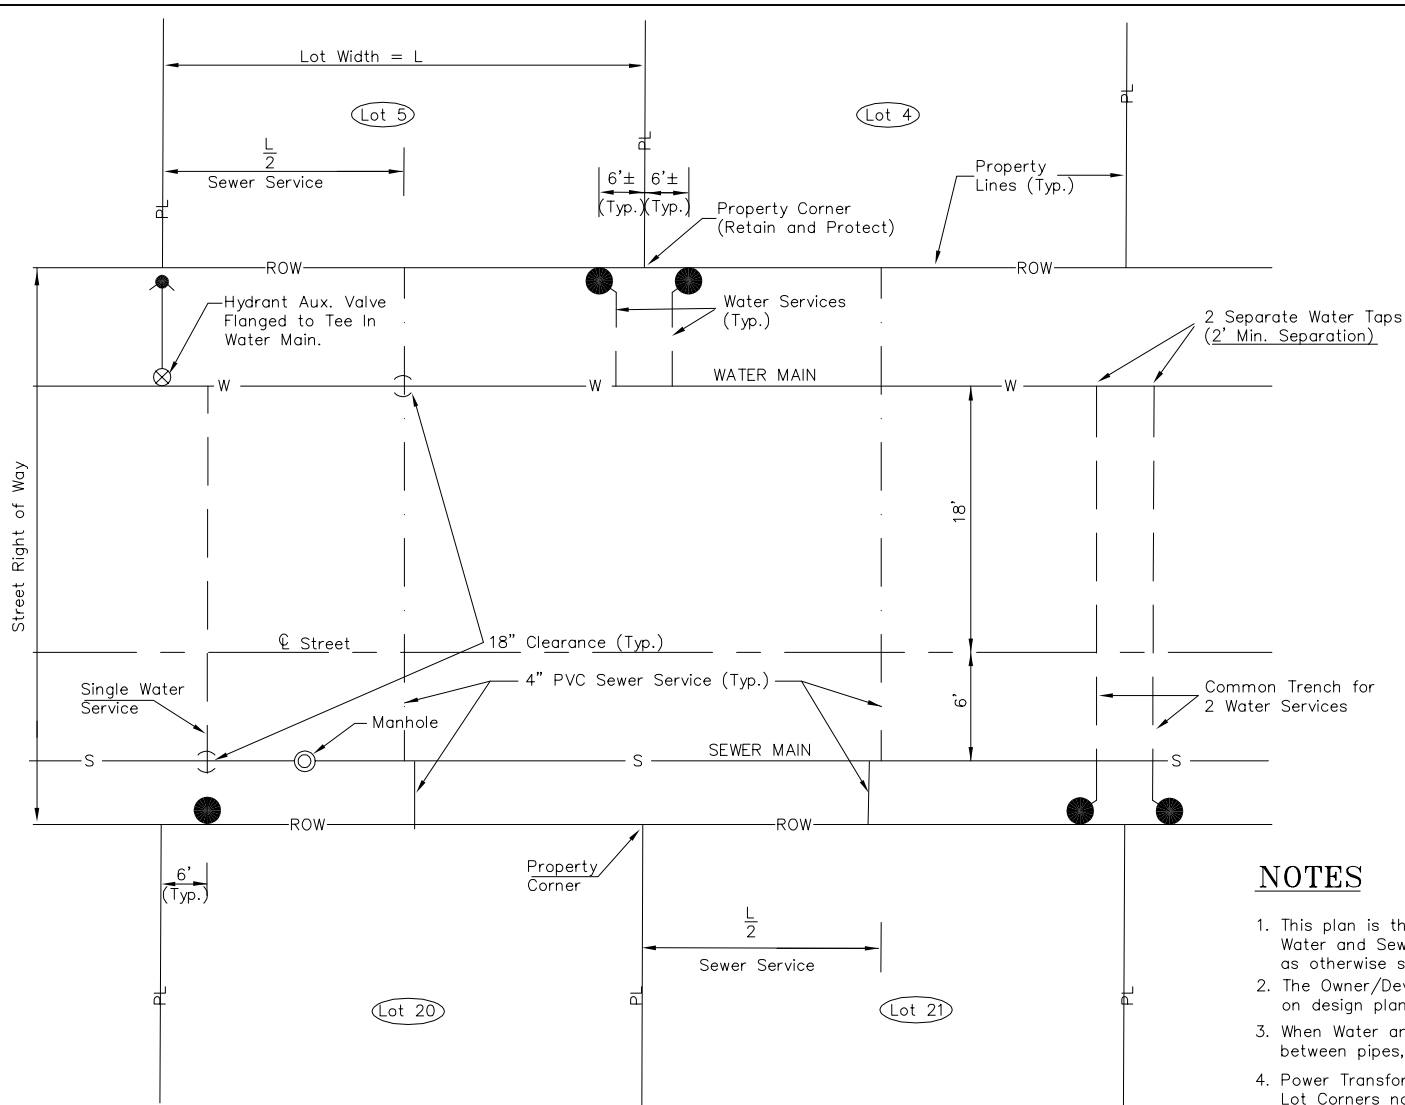 Lot Width = L
Lot 5
Lot 4
PL
PL
PL
L
2
Sewer Service
6'± 6'±
(Typ.) (Typ.)
Property
Lines (Typ.)
Property Corner
(Retain and Protect)
ROW
ROW
Hydrant Aux. Valve
Flanged to Tee In
Water Main.
Water Services
(Typ.)
2 Separate Water Taps
(2' Min. Separation)
W
W
WATER MAIN
W
Street Right of Way
18'
℄ Street
18" Clearance (Typ.)
4" PVC Sewer Service (Typ.)
6'
Single Water
Service
Manhole
Common Trench for
2 Water Services
S
S
SEWER MAIN
S
ROW
ROW
6'
(Typ.)
Property
Corner
L
2
Sewer Service
PL
PL
PL
Lot 20
Lot 21
NOTES
1. This plan is th
Water and Sew
as otherwise s
2. The Owner/Dev
on design plan
3. When Water ar
between pipes,
4. Power Transfor
Lot Corners no